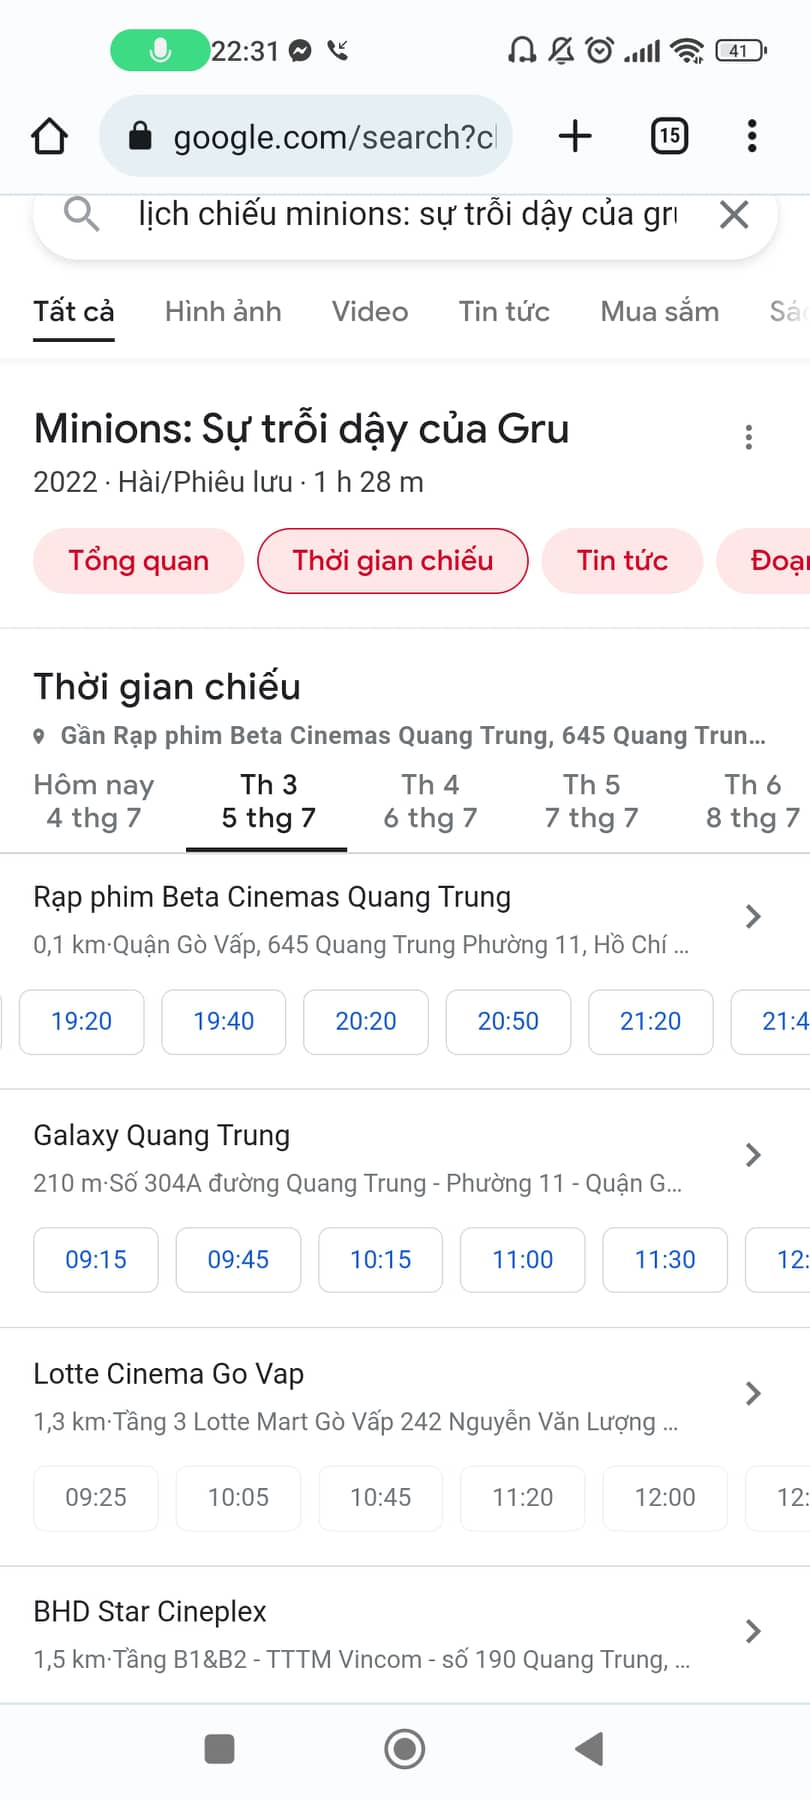 22:31
41
google.com/search?c
15
lịch chiếu minions: sự trỗi dậy của gru
Tất cả Hình ảnh Video Tin tức Mua sắm Sác
Minions: Sự trỗi dậy của Gru
2022 · Hài/Phiêu lưu · 1 h 28 m
Tổng quan Thời gian chiếu Tin tức Đoạn
Thời gian chiếu
Gần Rạp phim Beta Cinemas Quang Trung, 645 Quang Trun...
Hôm nay Th 3 Th 4 Th 5 Th 6
4 thg 7 5 thg 7 6 thg 7 7 thg 7 8 thg 7
Rạp phim Beta Cinemas Quang Trung
0,1 km·Quận Gò Vấp, 645 Quang Trung Phường 11, Hồ Chí ...
19:20 19:40 20:20 20:50 21:20 21:4
Galaxy Quang Trung
210 m·Số 304A đường Quang Trung - Phường 11 - Quận G...
09:15 09:45 10:15 11:00 11:30 12:
Lotte Cinema Go Vap
1,3 km·Tầng 3 Lotte Mart Gò Vấp 242 Nguyễn Văn Lượng ...
09:25 10:05 10:45 11:20 12:00 12:
BHD Star Cineplex
1,5 km·Tầng B1&B2 - TTTM Vincom - số 190 Quang Trung, ...